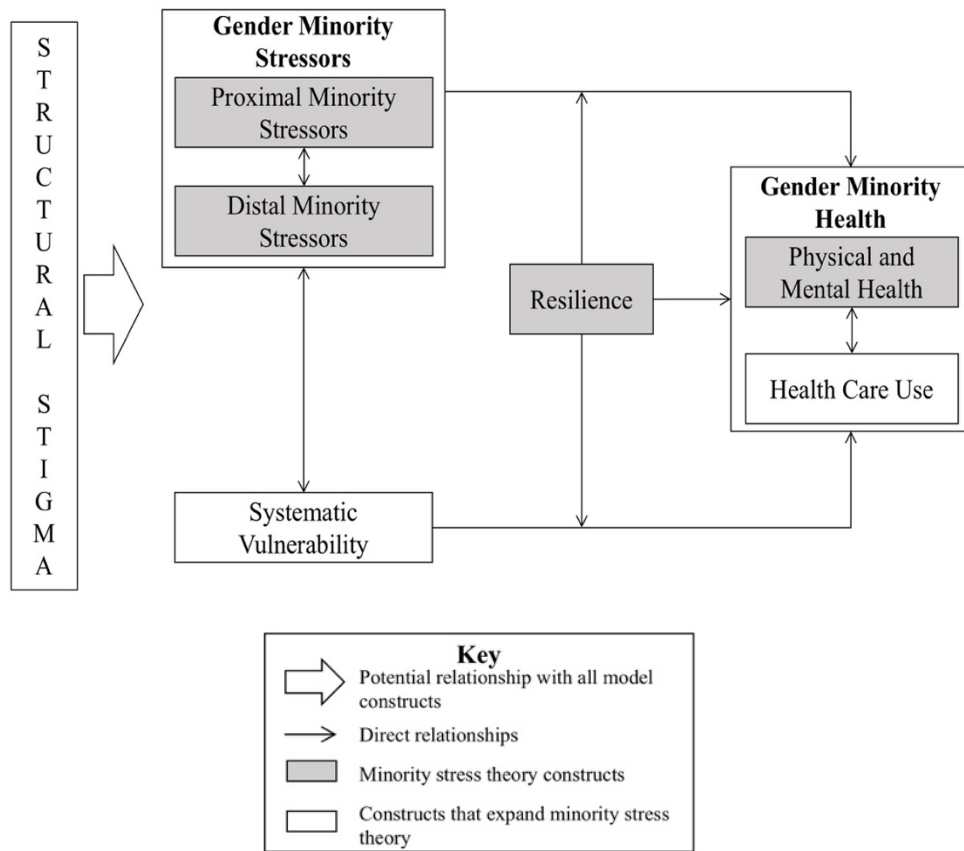 STRUCTURAL STIGMA
Gender Minority
Stressors
Proximal Minority
Stressors
Distal Minority
Stressors
Resilience
Gender Minority
Health
Physical and
Mental Health
Health Care Use
Systematic
Vulnerability
Key
Potential relationship with all model
constructs
Direct relationships
Minority stress theory constructs
Constructs that expand minority stress
theory